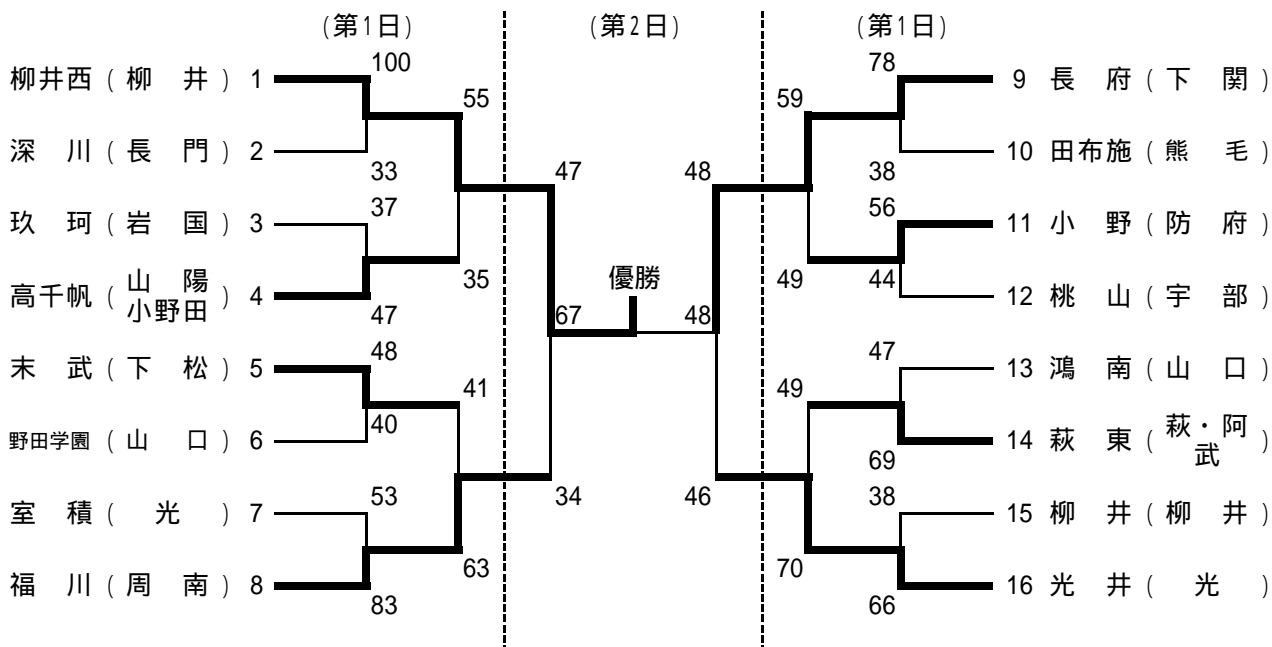 (第1日) (第2日) (第1日)
100 78
柳井西 ( 柳 井 ) 1 9 長 府 ( 下 関 )
55 59
深 川 ( 長 門 ) 2 10 田布施 ( 熊 毛 )
33 47 48 38
37 56
玖 珂 ( 岩 国 ) 3 11 小 野 ( 防 府 )
35 優勝 49 44
高千帆 ( 山 陽 小野田 ) 4 12 桃 山 ( 宇 部 )
47 67 48
48 47
末 武 ( 下 松 ) 5 13 鴻 南 ( 山 口 )
41 49
40
野田学園 ( 山 口 ) 6 14 萩 東 ( 萩・阿 武 )
69
53 34 46 38
室 積 ( 光 ) 7 15 柳 井 ( 柳 井 )
63 70
福 川 ( 周 南 ) 8 16 光 井 ( 光 )
83 66